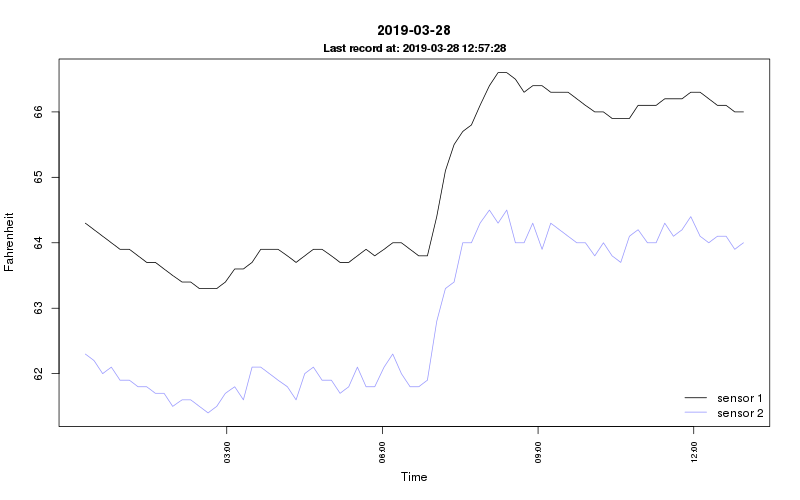 2019-03-28
Last record at: 2019-03-28 12:57:28
Fahrenheit
66
65
64
63
62
03:00
06:00
09:00
12:00
Time
sensor 1
sensor 2